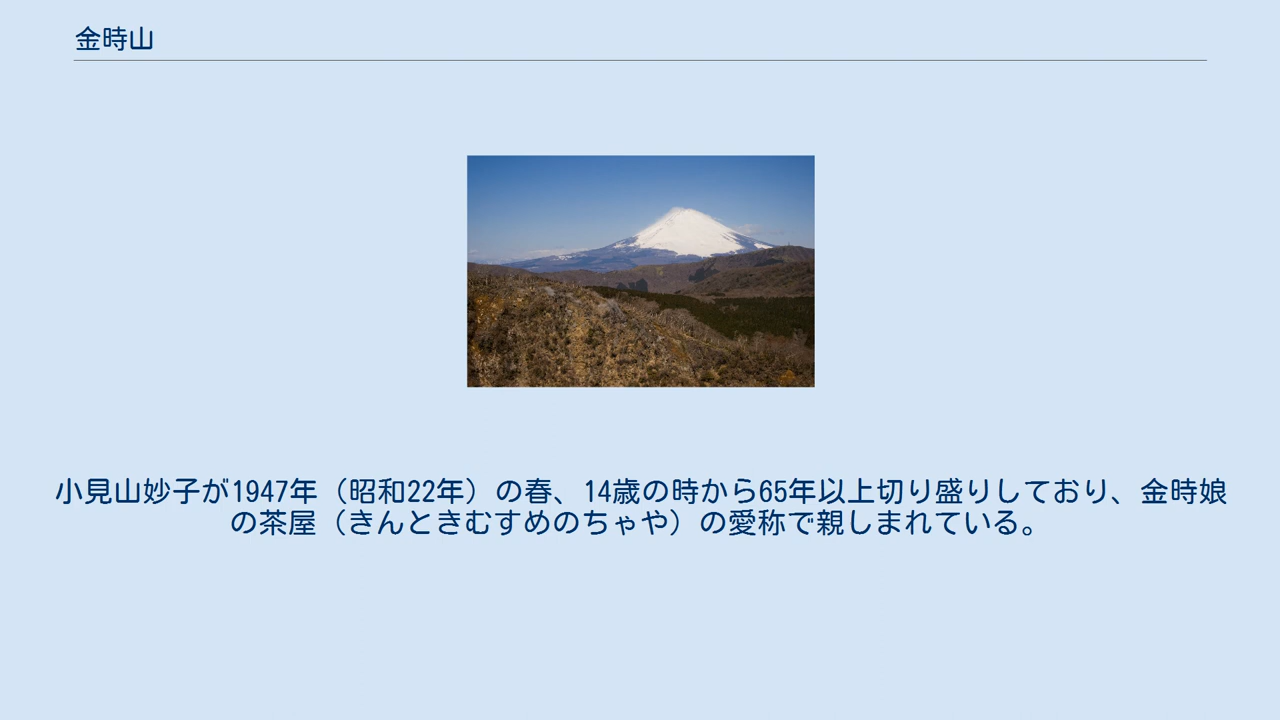 金時山
小見山妙子が1947年（昭和22年）の春、14歳の時から65年以上切り盛りしており、金時娘
の茶屋（きんときむすめのちゃや）の愛称で親しまれている。